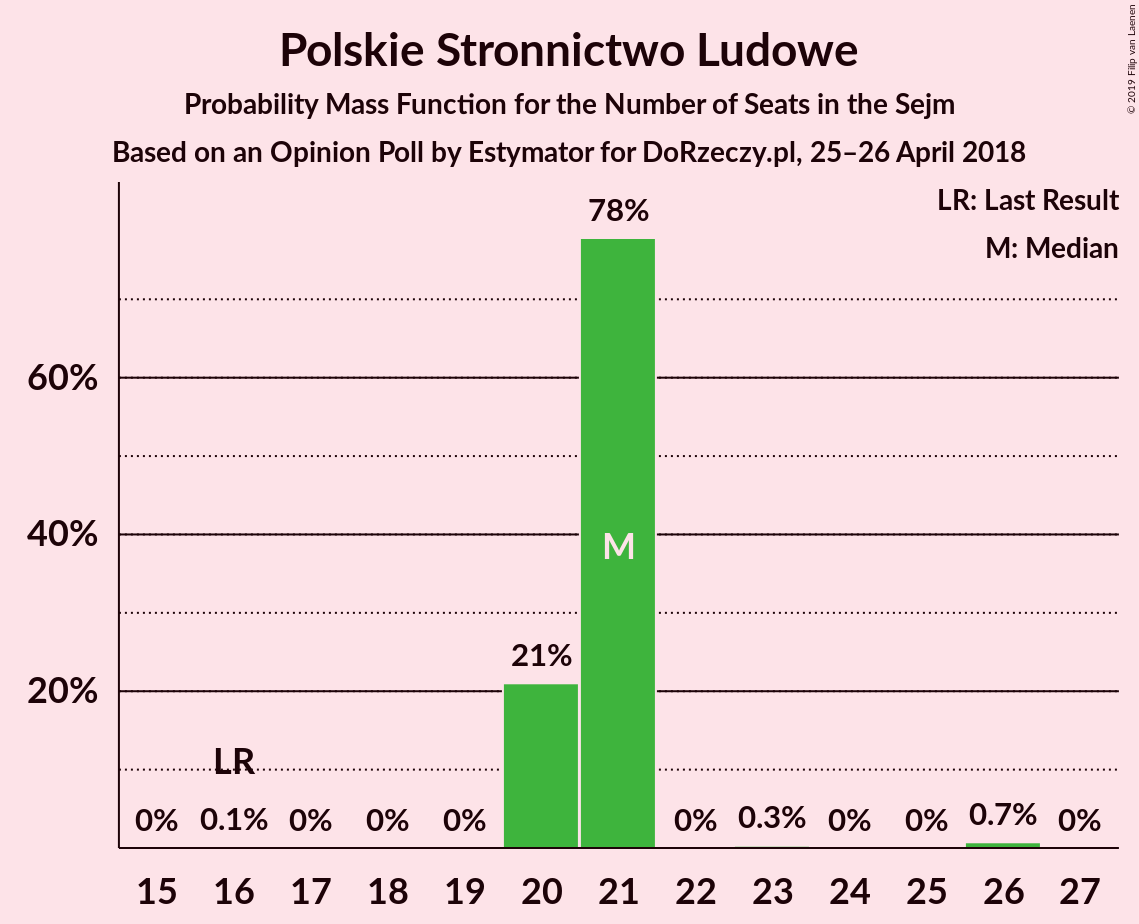 Polskie Stronnictwo Ludowe
Probability Mass Function for the Number of Seats in the Sejm
Based on an Opinion Poll by Estymator for DoRzeczy.pl, 25–26 April 2018
© 2019 Filip van Laenen
LR: Last Result
M: Median
78%
60%
40%
M
21%
20%
LR
0% 0.1% 0% 0% 0% 0% 0.3% 0% 0% 0.7% 0%
15 16 17 18 19 20 21 22 23 24 25 26 27